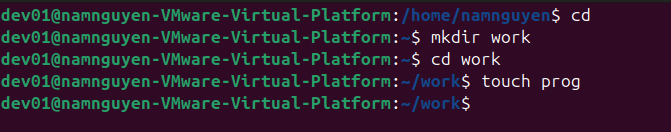 dev01@namnguyen-VMware-Virtual-Platform:/home/namnguyen$ cd
dev01@namnguyen-VMware-Virtual-Platform:~$ mkdir work
dev01@namnguyen-VMware-Virtual-Platform:~$ cd work
dev01@namnguyen-VMware-Virtual-Platform:~/work$ touch prog
dev01@namnguyen-VMware-Virtual-Platform:~/work$